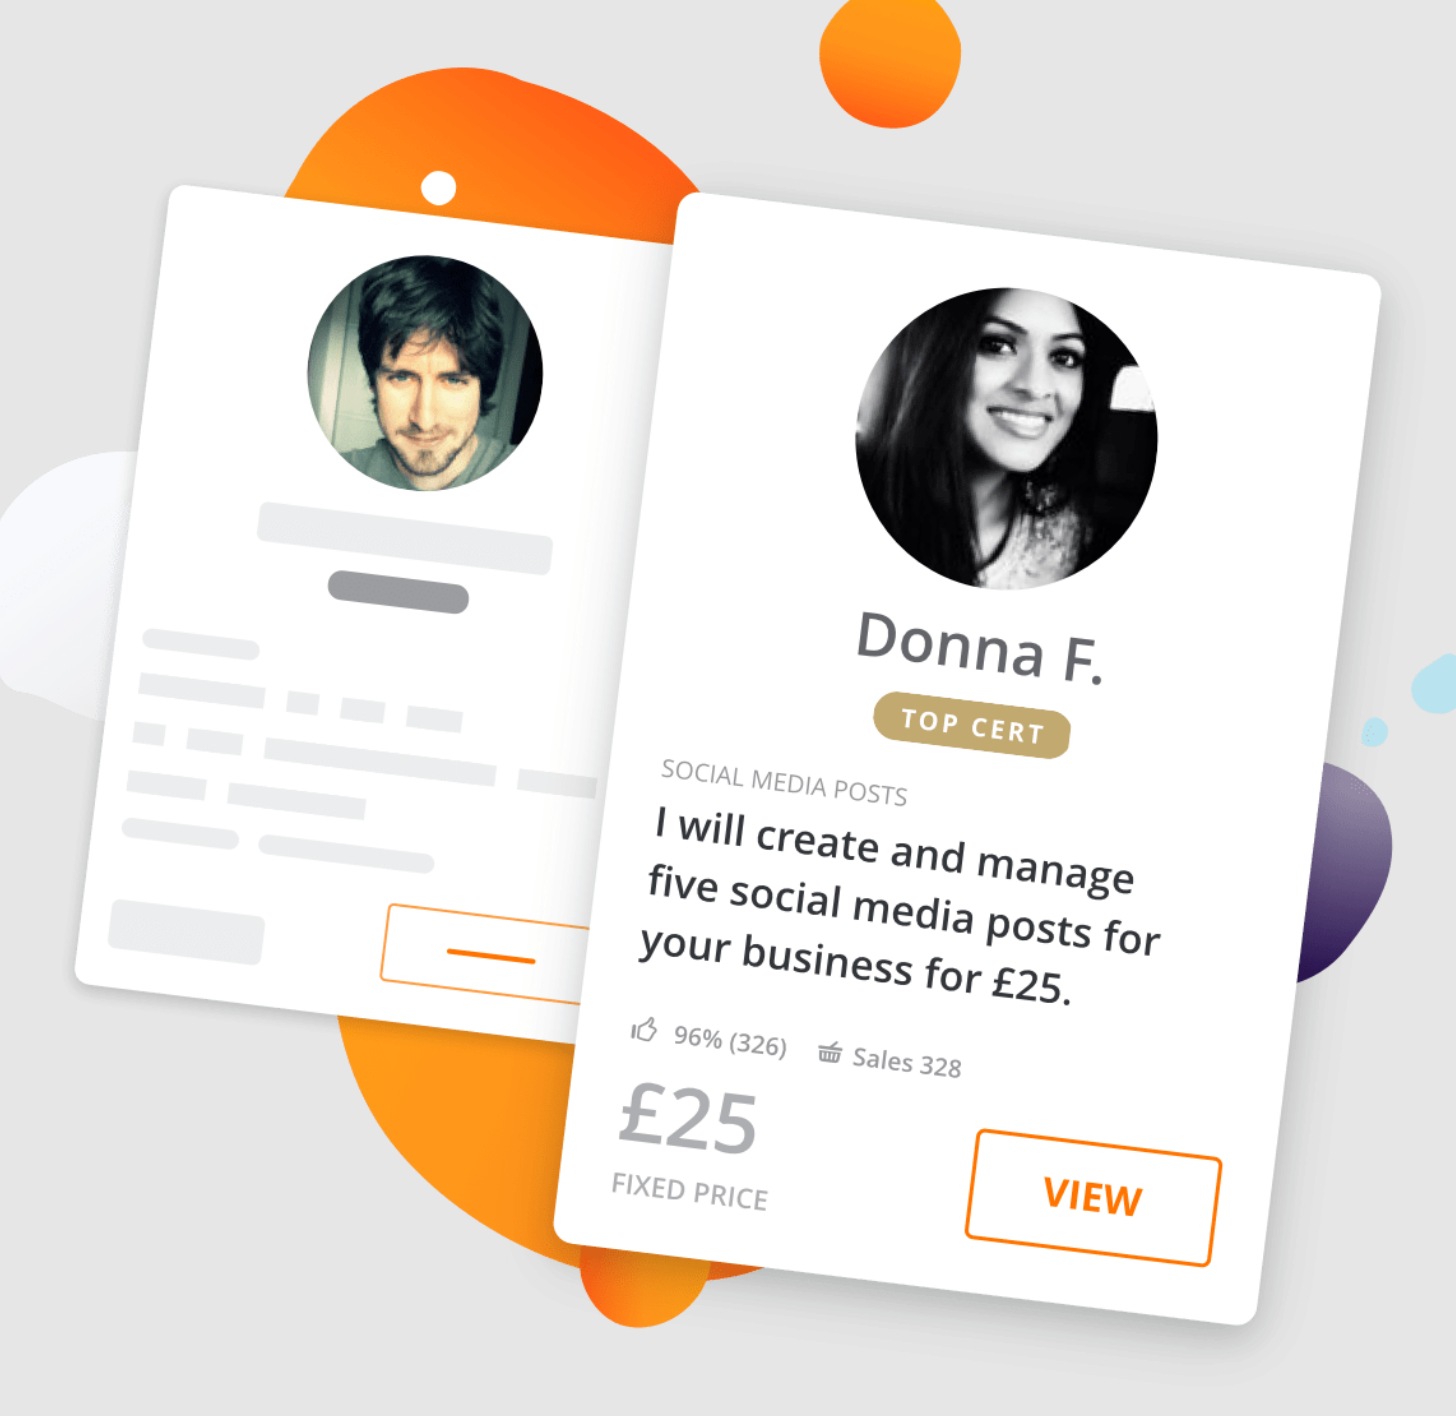 Donna F.
TOP CERT
SOCIAL MEDIA POSTS
I will create and manage
five social media posts for
your business for £25.
96% (326) Sales 328
£25
FIXED PRICE
VIEW